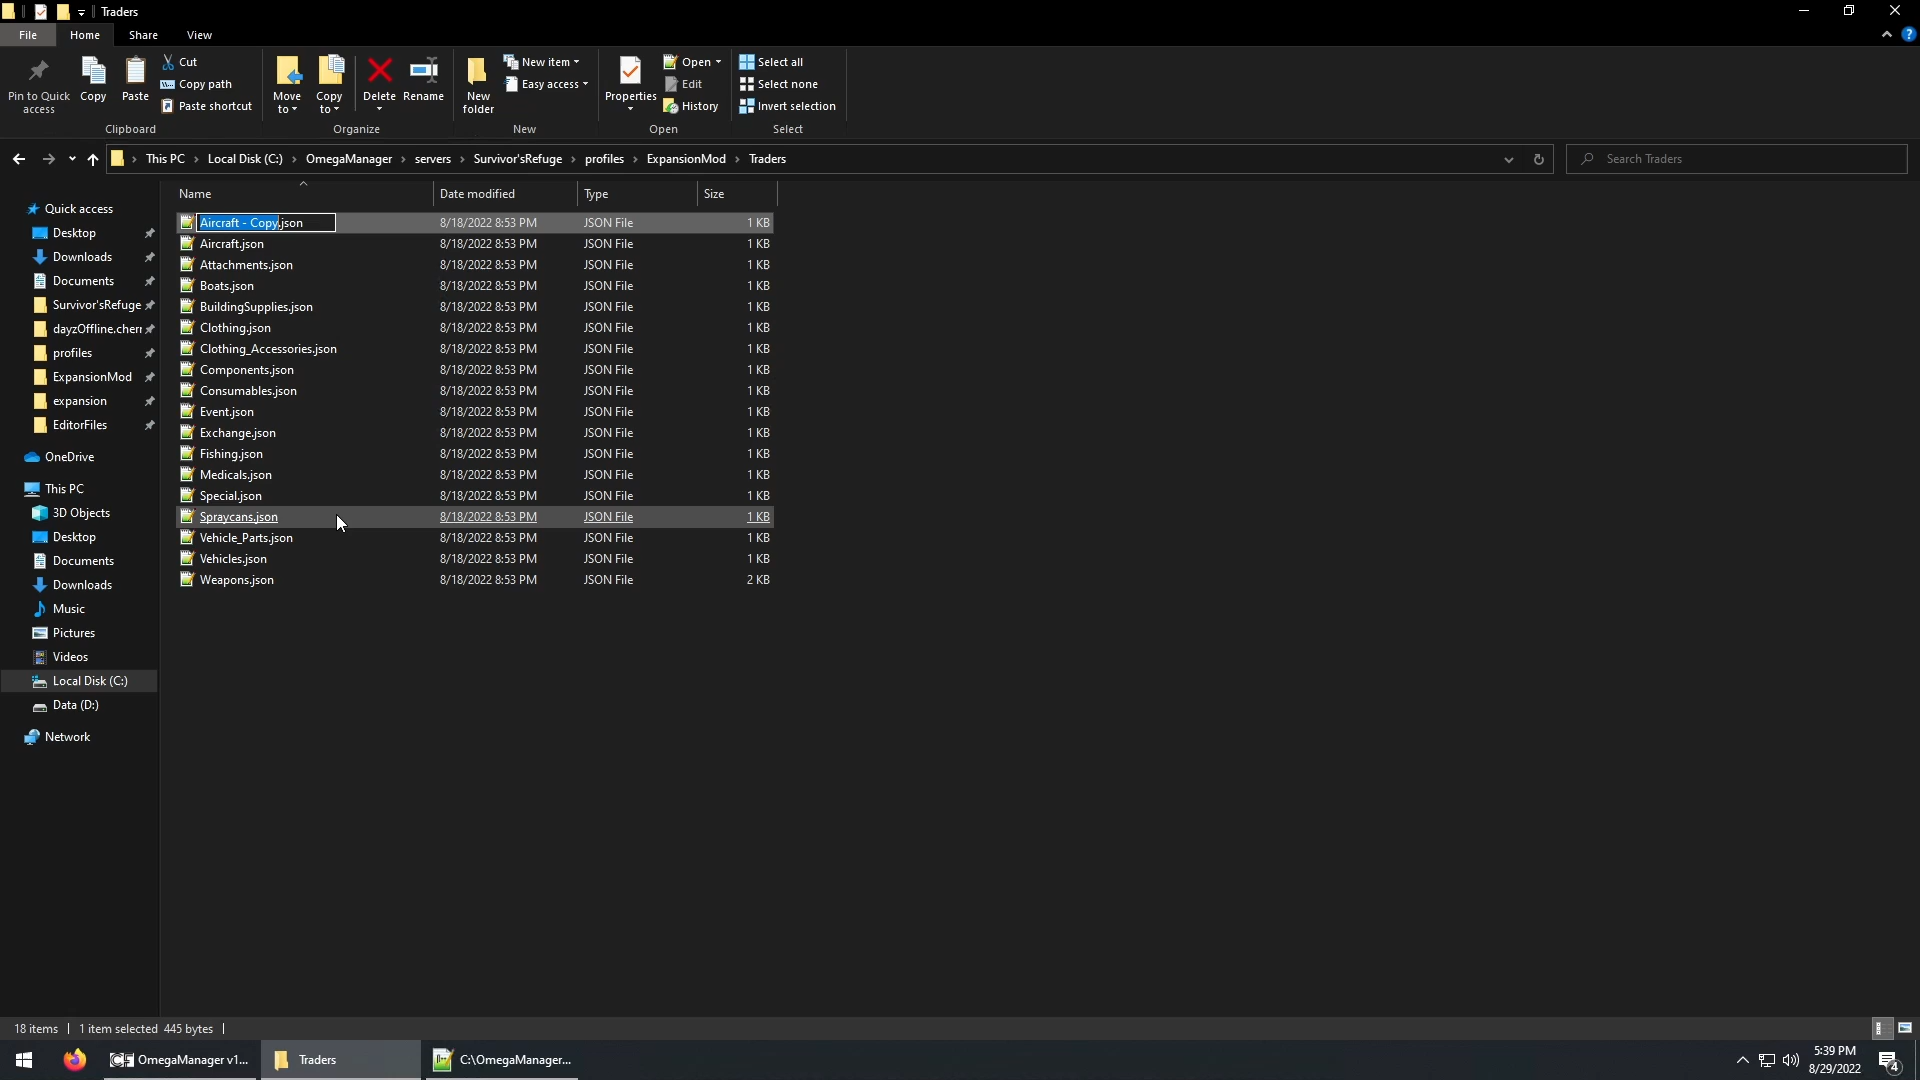 Traders
File Home Share View
Pin to Quick access
Copy
Paste
Cut
Copy path
Paste shortcut
Clipboard
Move to
Copy to
Delete
Rename
Organize
New folder
New item
Easy access
New
Properties
Open
Edit
History
Open
Select all
Select none
Invert selection
Select
This PC › Local Disk (C:) › OmegaManager › servers › Survivor'sRefuge › profiles › ExpansionMod › Traders
Search Traders
Quick access
Desktop
Downloads
Documents
Survivor'sRefuge
dayzOffline.cherr
profiles
ExpansionMod
expansion
EditorFiles
OneDrive
This PC
3D Objects
Desktop
Documents
Downloads
Music
Pictures
Videos
Local Disk (C:)
Data (D:)
Network
Name Date modified Type Size
Aircraft - Copy.json 8/18/2022 8:53 PM JSON File 1 KB
Aircraft.json 8/18/2022 8:53 PM JSON File 1 KB
Attachments.json 8/18/2022 8:53 PM JSON File 1 KB
Boats.json 8/18/2022 8:53 PM JSON File 1 KB
BuildingSupplies.json 8/18/2022 8:53 PM JSON File 1 KB
Clothing.json 8/18/2022 8:53 PM JSON File 1 KB
Clothing_Accessories.json 8/18/2022 8:53 PM JSON File 1 KB
Components.json 8/18/2022 8:53 PM JSON File 1 KB
Consumables.json 8/18/2022 8:53 PM JSON File 1 KB
Event.json 8/18/2022 8:53 PM JSON File 1 KB
Exchange.json 8/18/2022 8:53 PM JSON File 1 KB
Fishing.json 8/18/2022 8:53 PM JSON File 1 KB
Medicals.json 8/18/2022 8:53 PM JSON File 1 KB
Special.json 8/18/2022 8:53 PM JSON File 1 KB
Spraycans.json 8/18/2022 8:53 PM JSON File 1 KB
Vehicle_Parts.json 8/18/2022 8:53 PM JSON File 1 KB
Vehicles.json 8/18/2022 8:53 PM JSON File 1 KB
Weapons.json 8/18/2022 8:53 PM JSON File 2 KB
18 items 1 item selected 445 bytes
OmegaManager v1...
Traders
C:\OmegaManager...
5:39 PM
8/29/2022
4